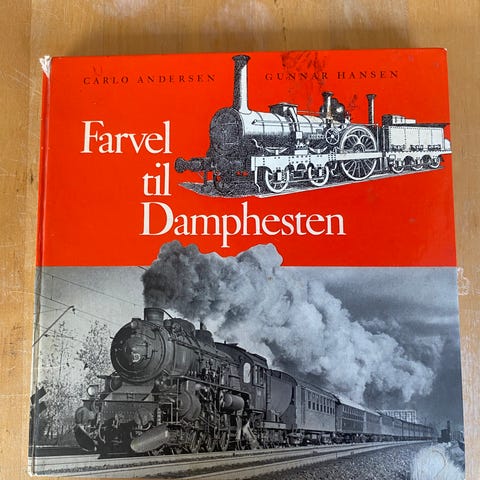 CARLO ANDERSEN GUNNAR HANSEN
Farvel
til
Damphesten